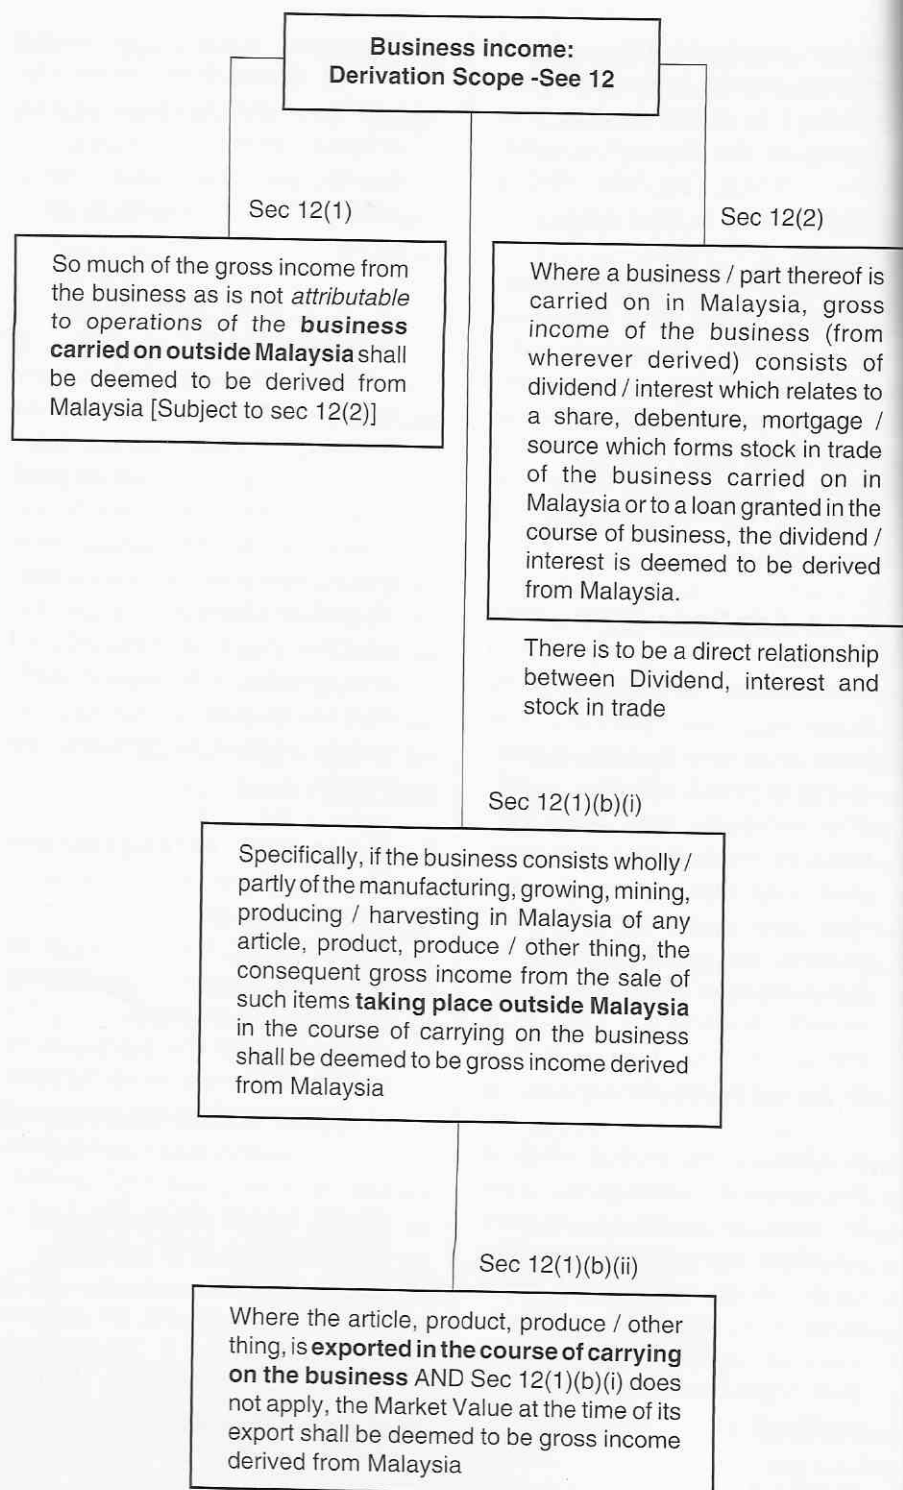 Business income:
Derivation Scope -See 12
Sec 12(1)
So much of the gross income from
the business as is not attributable
to operations of the business
carried on outside Malaysia shall
be deemed to be derived from
Malaysia [Subject to sec 12(2)]
Sec 12(2)
Where a business / part thereof is
carried on in Malaysia, gross
income of the business (from
wherever derived) consists of
dividend / interest which relates to
a share, debenture, mortgage /
source which forms stock in trade
of the business carried on in
Malaysia or to a loan granted in the
course of business, the dividend /
interest is deemed to be derived
from Malaysia.
There is to be a direct relationship
between Dividend, interest and
stock in trade
Sec 12(1)(b)(i)
Specifically, if the business consists wholly /
partly of the manufacturing, growing, mining,
producing / harvesting in Malaysia of any
article, product, produce / other thing, the
consequent gross income from the sale of
such items taking place outside Malaysia
in the course of carrying on the business
shall be deemed to be gross income derived
from Malaysia
Sec 12(1)(b)(ii)
Where the article, product, produce / other
thing, is exported in the course of carrying
on the business AND Sec 12(1)(b)(i) does
not apply, the Market Value at the time of its
export shall be deemed to be gross income
derived from Malaysia